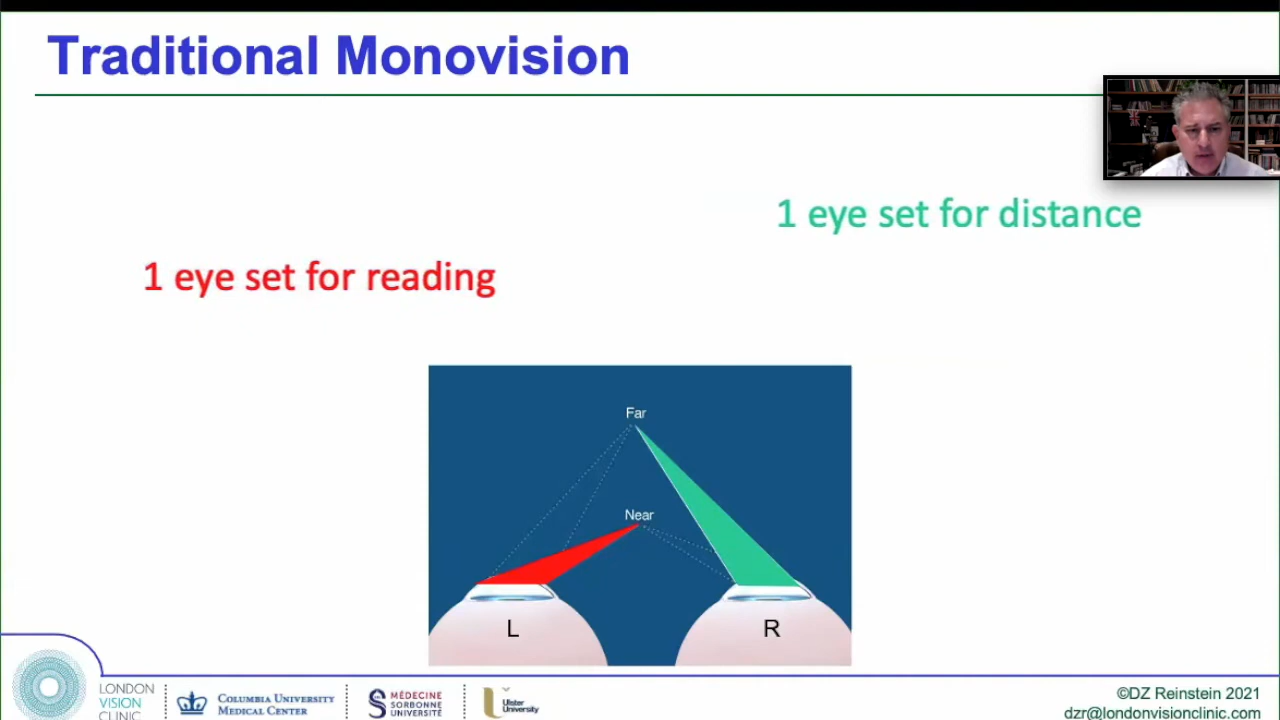 Traditional Monovision
1 eye set for distance
1 eye set for reading
Far
Near
L
R
LONDON
VISION
CLINIC
COLUMBIA UNIVERSITY
MEDICAL CENTER
MÉDECINE
SORBONNE
UNIVERSITÉ
Ulster
University
©DZ Reinstein 2021
dzr@londonvisionclinic.com